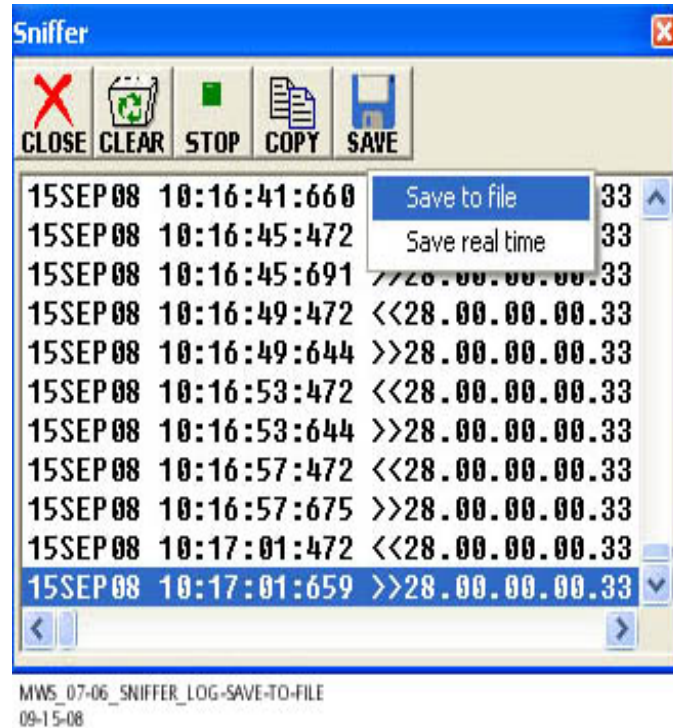 Sniffer
CLOSE CLEAR STOP COPY SAVE
Save to file
Save real time
15SEP08 10:16:41:660 33
15SEP08 10:16:45:472 33
15SEP08 10:16:45:691 >>28.00.00.00.33
15SEP08 10:16:49:472 <<28.00.00.00.33
15SEP08 10:16:49:644 >>28.00.00.00.33
15SEP08 10:16:53:472 <<28.00.00.00.33
15SEP08 10:16:53:644 >>28.00.00.00.33
15SEP08 10:16:57:472 <<28.00.00.00.33
15SEP08 10:16:57:675 >>28.00.00.00.33
15SEP08 10:17:01:472 <<28.00.00.00.33
15SEP08 10:17:01:659 >>28.00.00.00.33
MWS_07-06_SNIFFER_LOG-SAVE-TO-FILE
09-15-08